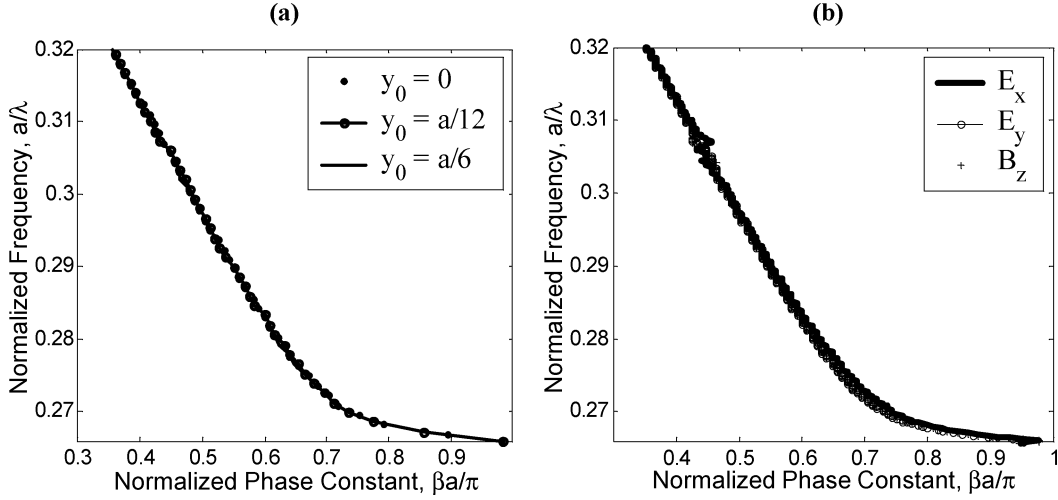 (a)
0.32
0.31
0.3
0.29
0.28
0.27
0.3
0.4
0.5
0.6
0.7
0.8
0.9
Normalized Frequency, a/λ
Normalized Phase Constant, βa/π
y0 = 0
y0 = a/12
y0 = a/6
(b)
0.32
0.31
0.3
0.29
0.28
0.27
0.4
0.5
0.6
0.7
0.8
0.9
1
Normalized Frequency, a/λ
Normalized Phase Constant, βa/π
Ex
Ey
Bz